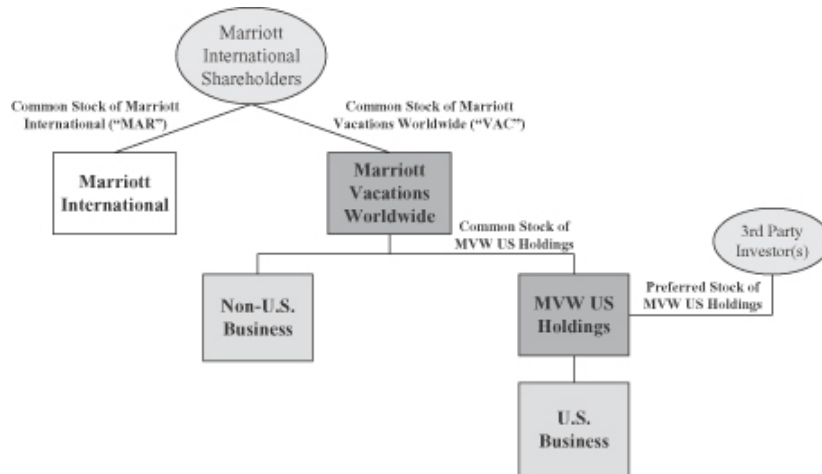 Marriott
International
Shareholders
Common Stock of Marriott
International (“MAR”)
Common Stock of Marriott
Vacations Worldwide (“VAC”)
Marriott
International
Marriott
Vacations
Worldwide
Common Stock of
MVW US Holdings
3rd Party
Investor(s)
Non-U.S.
Business
MVW US
Holdings
Preferred Stock of
MVW US Holdings
U.S.
Business